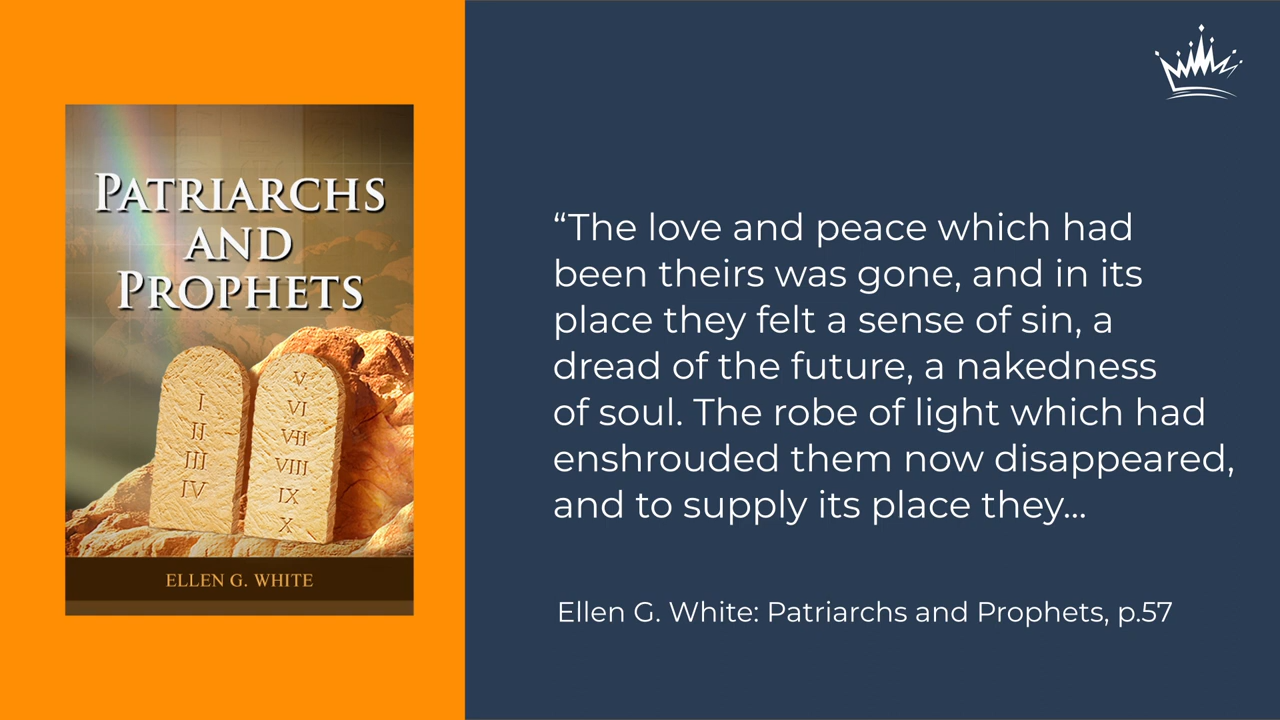 PATRIARCHS
AND
PROPHETS
I
II
III
IV
V
VI
VII
VIII
IX
X
ELLEN G. WHITE
“The love and peace which had
been theirs was gone, and in its
place they felt a sense of sin, a
dread of the future, a nakedness
of soul. The robe of light which had
enshrouded them now disappeared,
and to supply its place they...
Ellen G. White: Patriarchs and Prophets, p.57